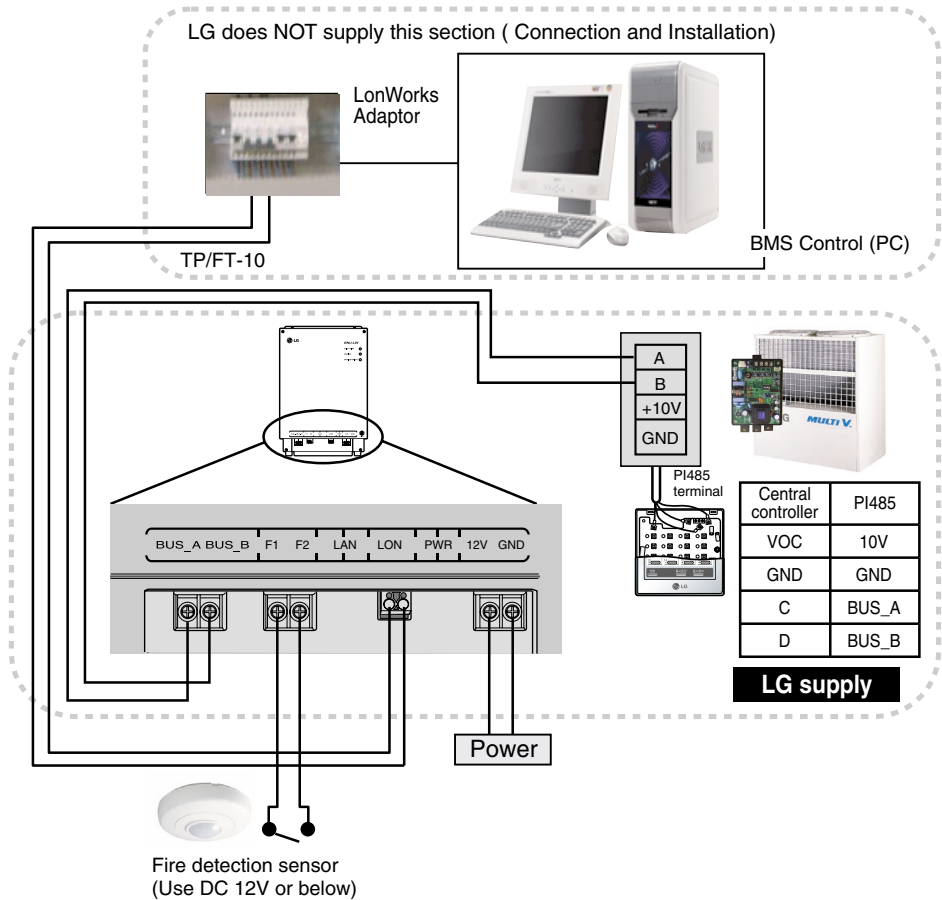 LG does NOT supply this section ( Connection and Installation)
LonWorks
Adaptor
BMS Control (PC)
TP/FT-10
LG
A
B
+10V
GND
PI485
terminal
MULTI V.
Central
controller
PI485
VOC
10V
GND
GND
C
BUS_A
D
BUS_B
LG supply
BUS_A BUS_B F1 F2 LAN LON PWR 12V GND
LG
Power
Fire detection sensor
(Use DC 12V or below)